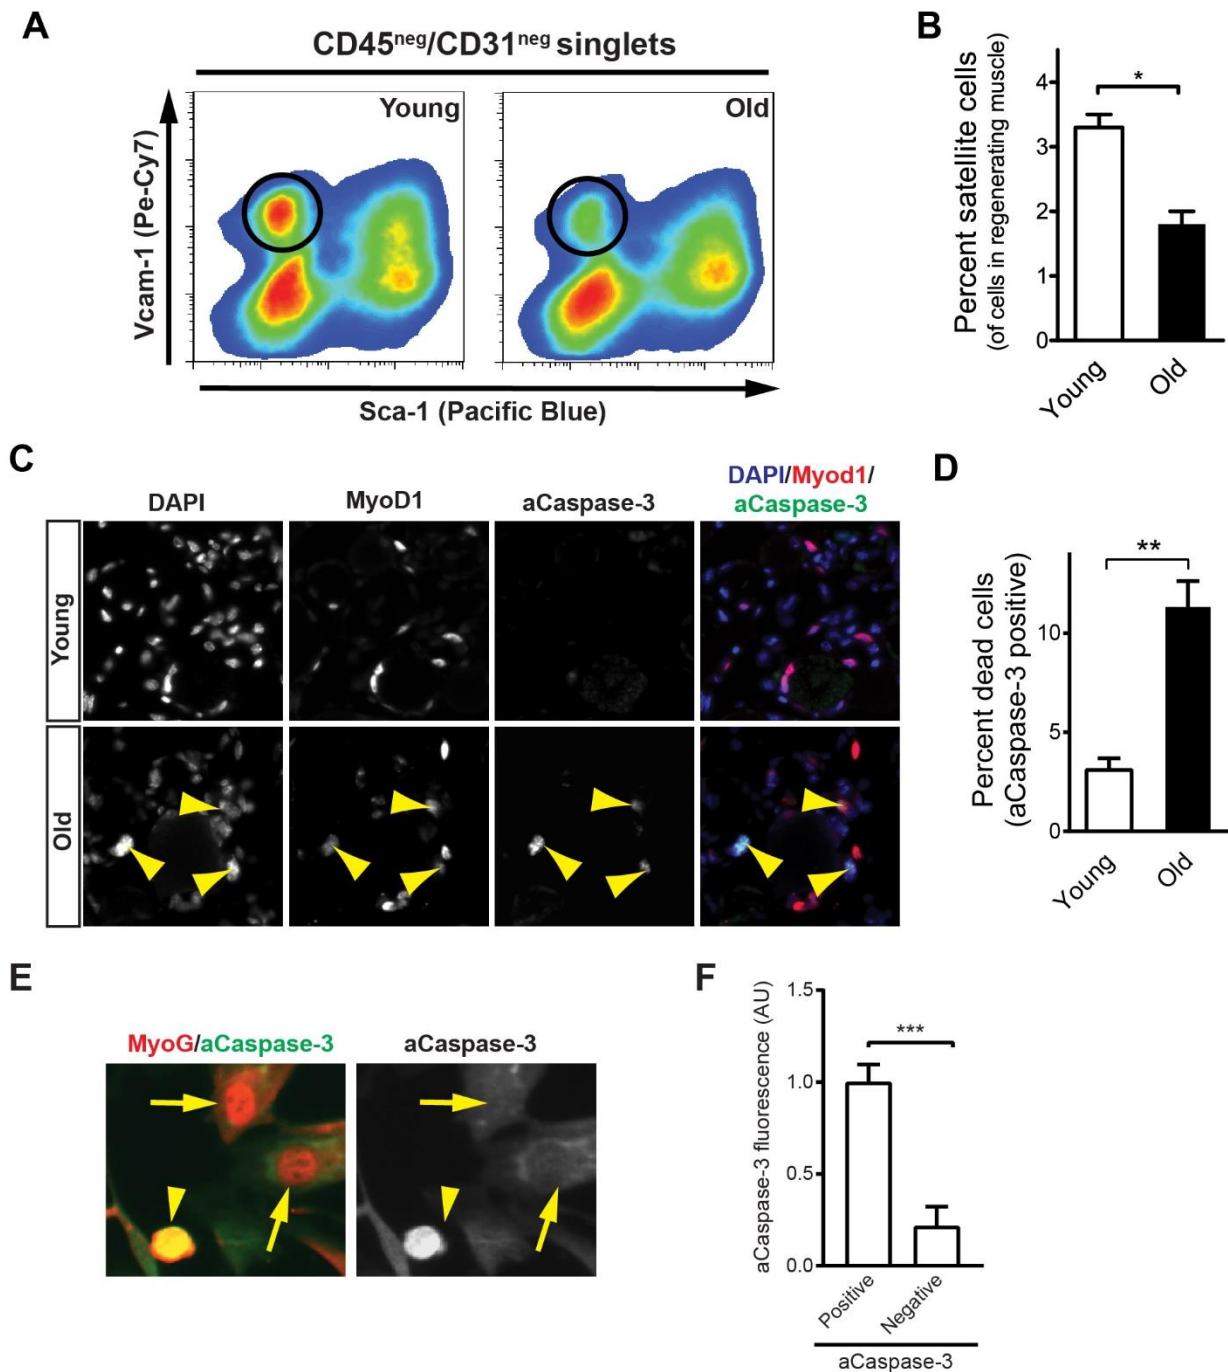 A
CD45neg/CD31neg singlets
Young
Old
Vcam-1 (Pe-Cy7)
Sca-1 (Pacific Blue)
B
Percent satellite cells
(of cells in regenerating muscle)
4
3
2
1
0
*
Young
Old
C
DAPI
MyoD1
aCaspase-3
DAPI/Myod1/
aCaspase-3
Young
Old
D
Percent dead cells
(aCaspase-3 positive)
10
5
0
**
Young
Old
E
MyoG/aCaspase-3
aCaspase-3
F
aCaspase-3 fluorescence (AU)
1.5
1.0
0.5
0.0
***
Positive
Negative
aCaspase-3